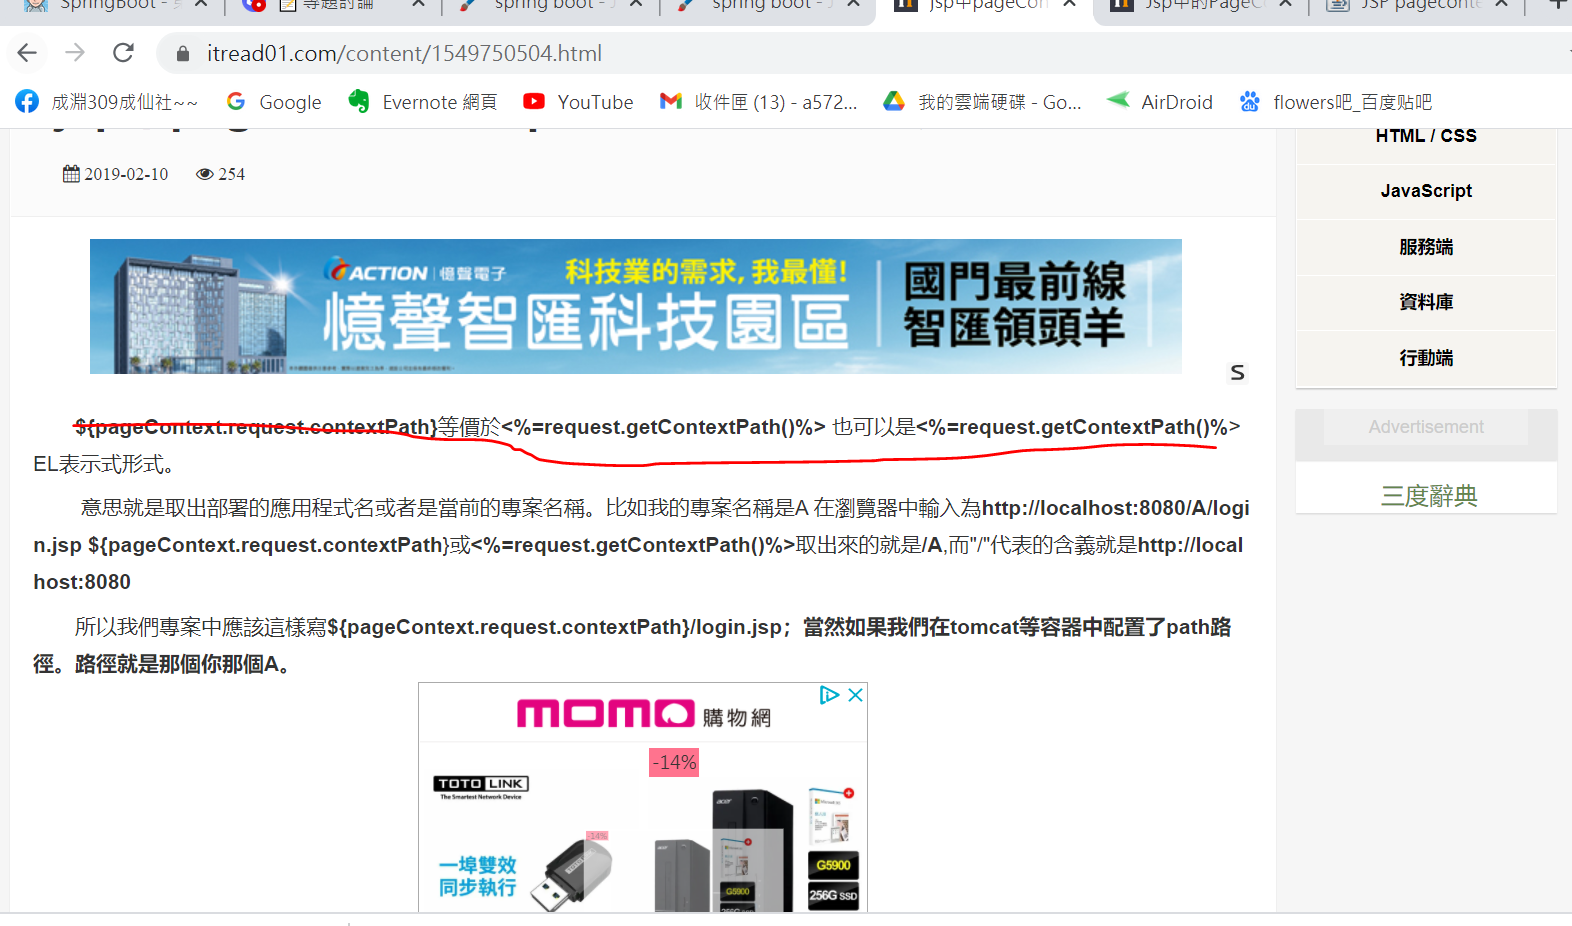 SpringBoot -
專題討論
spring boot - J
spring boot - J
jsp中pageCon
Jsp中的PageC
JSP pageconte
itread01.com/content/1549750504.html
成淵309成仙社~~
Google
Evernote 網頁
YouTube
收件匣 (13) - a572...
我的雲端硬碟 - Go...
AirDroid
flowers吧_百度贴吧
2019-02-10 254
HTML / CSS
JavaScript
服務端
資料庫
行動端
ACTION | 憶聲電子 科技業的需求,我最懂!
憶聲智匯科技園區
國門最前線
智匯領頭羊
S
Advertisement
三度辭典
${pageContext.request.contextPath}等價於<%=request.getContextPath()%> 也可以是<%=request.getContextPath()%>
EL表示式形式。
意思就是取出部署的應用程式名或者是當前的專案名稱。比如我的專案名稱是A 在瀏覽器中輸入為http://localhost:8080/A/logi
n.jsp ${pageContext.request.contextPath}或<%=request.getContextPath()%>取出來的就是/A,而"/"代表的含義就是http://local
host:8080
所以我們專案中應該這樣寫${pageContext.request.contextPath}/login.jsp；當然如果我們在tomcat等容器中配置了path路
徑。路徑就是那個你那個A。
momo 購物網
-14%
TOTO LINK
The Smartest Network Device
-14%
一埠雙效
同步執行
acer
acer
G5900
256G SSD
G5900